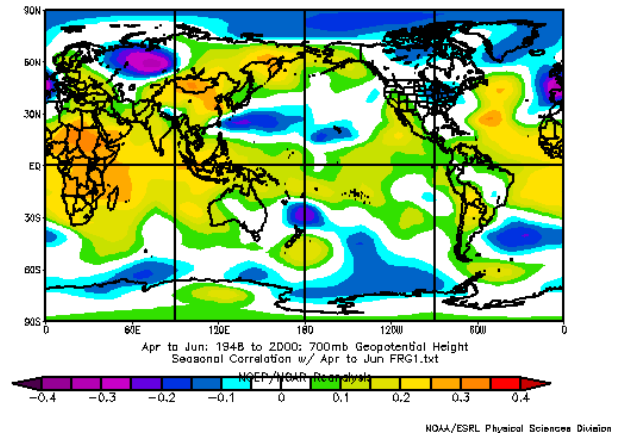 90N
60N
30N
EQ
30S
60S
90S
0 60E 120E 180 120W 60W 0
Apr to Jun: 1948 to 2000: 700mb Geopotential Height
Seasonal Correlation w/ Apr to Jun FRG1.txt
NCEP/NCAR Reanalysis
-0.4 -0.3 -0.2 -0.1 0 0.1 0.2 0.3 0.4
NOAA/ESRL Physical Sciences Division